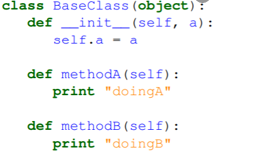 class BaseClass(object):
    def __init__(self, a):
        self.a = a
    def methodA(self):
        print "doingA"
    def methodB(self):
        print "doingB"